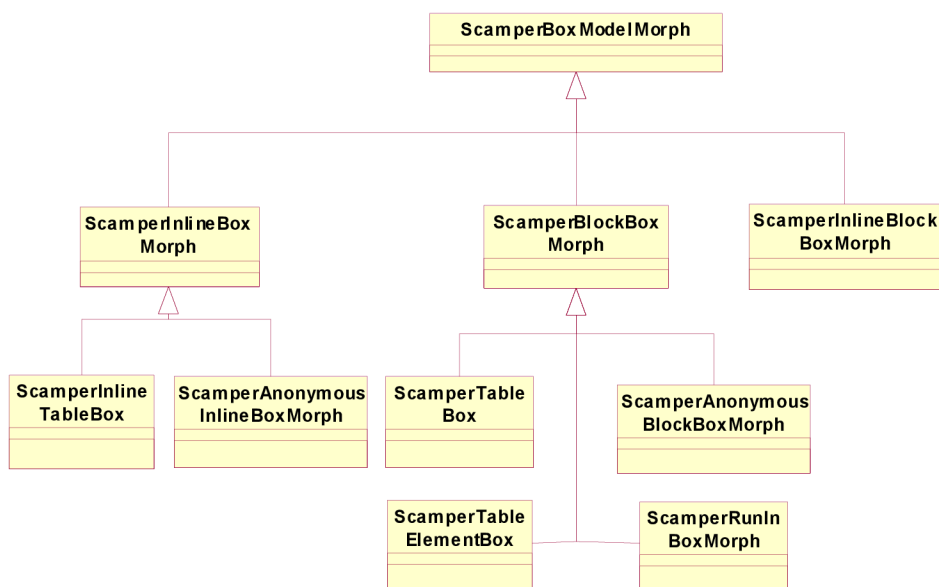 ScamperBoxModelMorph
ScamperInlineBox
Morph
ScamperBlockBox
Morph
ScamperInlineBlock
BoxMorph
ScamperInline
TableBox
ScamperAnonymous
InlineBoxMorph
ScamperTable
Box
ScamperAnonymous
BlockBoxMorph
ScamperTable
ElementBox
ScamperRunIn
BoxMorph